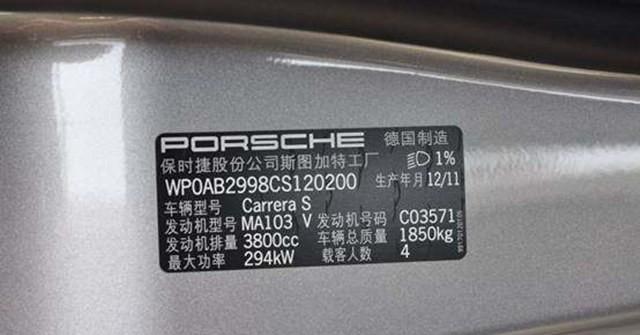 PORSCHE 德国制造
保时捷股份公司斯图加特工厂 1%
WP0AB2998CS120200 生产年月 12/11
车辆型号 Carrera S
发动机型号 MA103 V 发动机号 C03571
发动机排量 3800cc 车辆总质量 1850kg
最大功率 294kW 载客人数 4